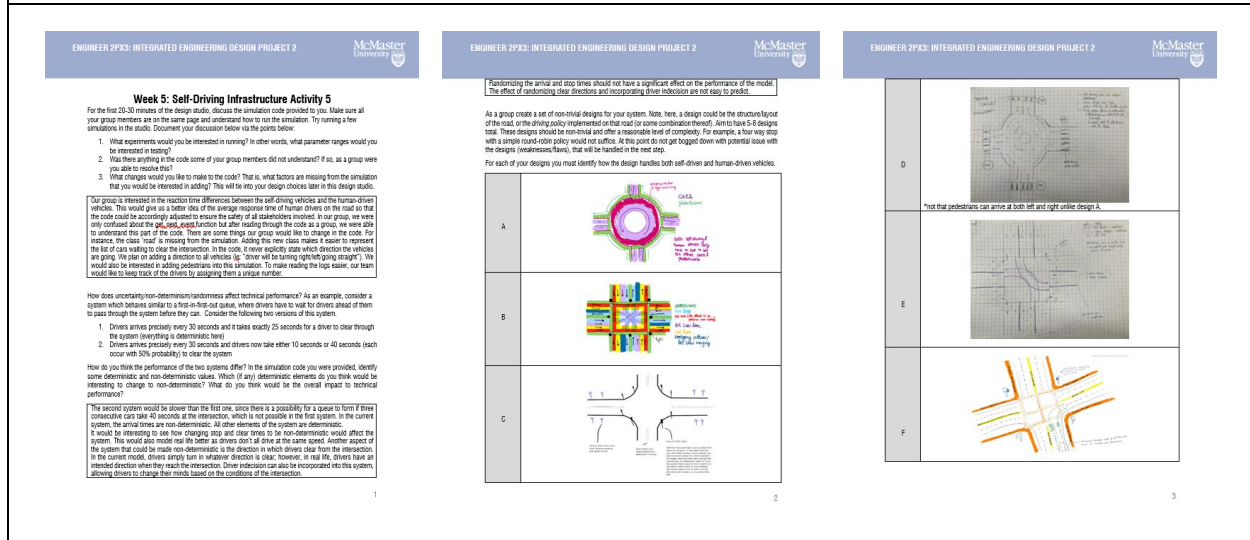 ENGINEER 2PX3: INTEGRATED ENGINEERING DESIGN PROJECT 2
McMaster
University
Week 5: Self-Driving Infrastructure Activity 5
For the first 20-30 minutes of the design studio, discuss the simulation code provided to you. Make sure all
your group members are on the same page and understand how to run the simulation. Try running a few
simulations in the studio. Document your discussion via the points below:
1. What experiments would you be interested in running? In other words, what parameter ranges would you
be interested in testing?
2. Was there anything in the code some of your group members did not understand? If so, as a group were
you able to resolve this?
3. What changes would you like to make to the code? That is, what factors are missing from the simulation
that you would be interested in adding? This will tie into your design choices later in this design studio.
Our group is interested in the reaction time differences between the self-driving vehicles and the human-driven
vehicles. This would give us a better idea of the average response time of human drivers on the road so that
the code could be accordingly adjusted to ensure the safety of all stakeholders involved. In our group, we were
only confused about the get_next_event function but after reading through the code as a group, we were able
to understand this part of the code. There are some things our group would like to change in the code. For
instance, the class 'road' is missing from the simulation. Adding this new class makes it easier to represent
the list of cars waiting to clear the intersection. In the code, it never explicitly state which direction the vehicles
are going. We plan on adding a direction to all vehicles (ig: "driver will be turning right/left/going straight"). We
would also be interested in adding pedestrians into this simulation. To make reading the logs easier, our team
would like to keep track of the drivers by assigning them a unique number.
How does uncertainty/non-determinism/randomness affect technical performance? As an example, consider a
system which behaves similar to a first-in-first-out queue, where drivers have to wait for drivers ahead of them
to pass through the system before they can. Consider the following two versions of this system.
1. Drivers arrives precisely every 30 seconds and it takes exactly 25 seconds for a driver to clear through
the system (everything is deterministic here)
2. Drivers arrives precisely every 30 seconds and drivers now take either 10 seconds or 40 seconds (each
occur with 50% probability) to clear the system
How do you think the performance of the two systems differ? In the simulation code you were provided, identify
some deterministic and non-deterministic values. Which (if any) deterministic elements do you think would be
interesting to change to non-deterministic? What do you think would be the overall impact to technical
performance?
The second system would be slower than the first one, since there is a possibility for a queue to form if three
consecutive cars take 40 seconds at the intersection, which is not possible in the first system. In the current
system, the arrival times are non-deterministic. All other elements of the system are deterministic.
It would be interesting to see how changing stop and clear times to be non-deterministic would affect the
system. This would also model real life better as drivers don't all drive at the same speed. Another aspect of
the system that could be made non-deterministic is the direction in which drivers clear from the intersection.
In the current model, drivers simply turn in whatever direction is clear; however, in real life, drivers have an
intended direction when they reach the intersection. Driver indecision can also be incorporated into this system,
allowing drivers to change their minds based on the conditions of the intersection.
1
ENGINEER 2PX3: INTEGRATED ENGINEERING DESIGN PROJECT 2
McMaster
University
Randomizing the arrival and stop times should not have a significant effect on the performance of the model.
The effect of randomizing clear directions and incorporating driver indecision are not easy to predict.
As a group create a set of non-trivial designs for your system. Note, here, a design could be the structure/layout
of the road, or the driving policy implemented on that road (or some combination thereof). Aim to have 5-6 designs
total. These designs should be non-trivial and offer a reasonable level of complexity. For example, a four way stop
with a simple round-robin policy would not suffice. At this point do not get bogged down with potential issue with
the designs (weaknesses/flaws), that will be handled in the next step.
For each of your designs you must identify how the design handles both self-driven and human-driven vehicles.
A
B
C
2
ENGINEER 2PX3: INTEGRATED ENGINEERING DESIGN PROJECT 2
McMaster
University
D
*not that pedestrians can arrive at both left and right unlike design A.
E
F
3